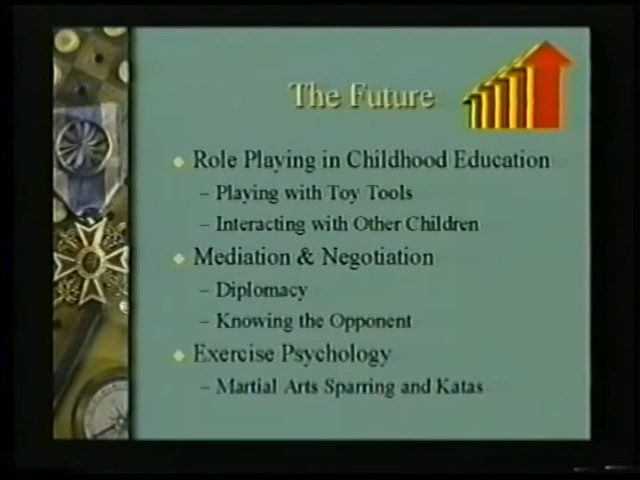 The Future
Role Playing in Childhood Education
– Playing with Toy Tools
– Interacting with Other Children
Mediation & Negotiation
– Diplomacy
– Knowing the Opponent
Exercise Psychology
– Martial Arts Sparring and Katas